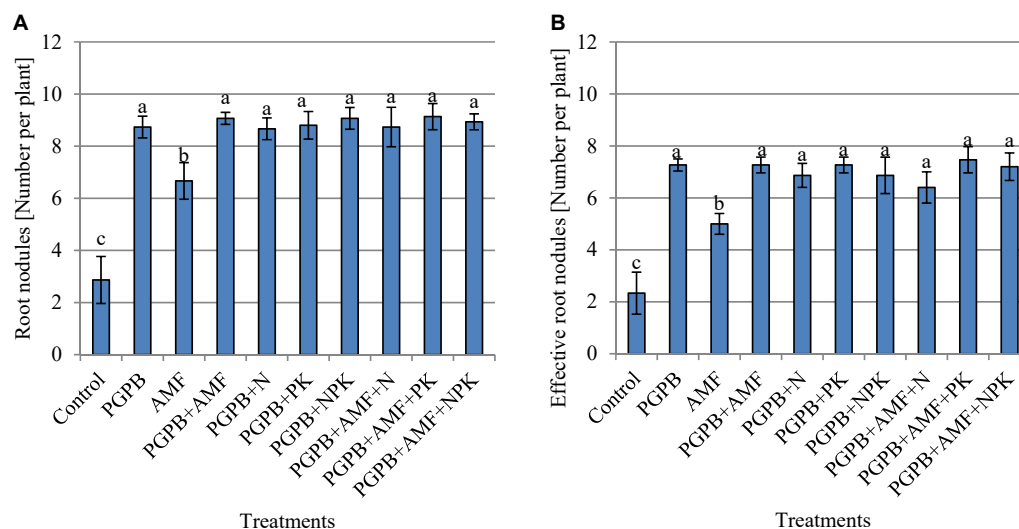 A
Root nodules [Number per plant]
12
10
8
6
4
2
0
c
a
b
a
a
a
a
a
a
a
Control
PGPB
AMF
PGPB+AMF
PGPB+N
PGPB+PK
PGPB+NPK
PGPB+AMF+N
PGPB+AMF+PK
PGPB+AMF+NPK
Treatments
B
Effective root nodules [Number per plant]
12
10
8
6
4
2
0
c
a
b
a
a
a
a
a
a
a
Control
PGPB
AMF
PGPB+AMF
PGPB+N
PGPB+PK
PGPB+NPK
PGPB+AMF+N
PGPB+AMF+PK
PGPB+AMF+NPK
Treatments